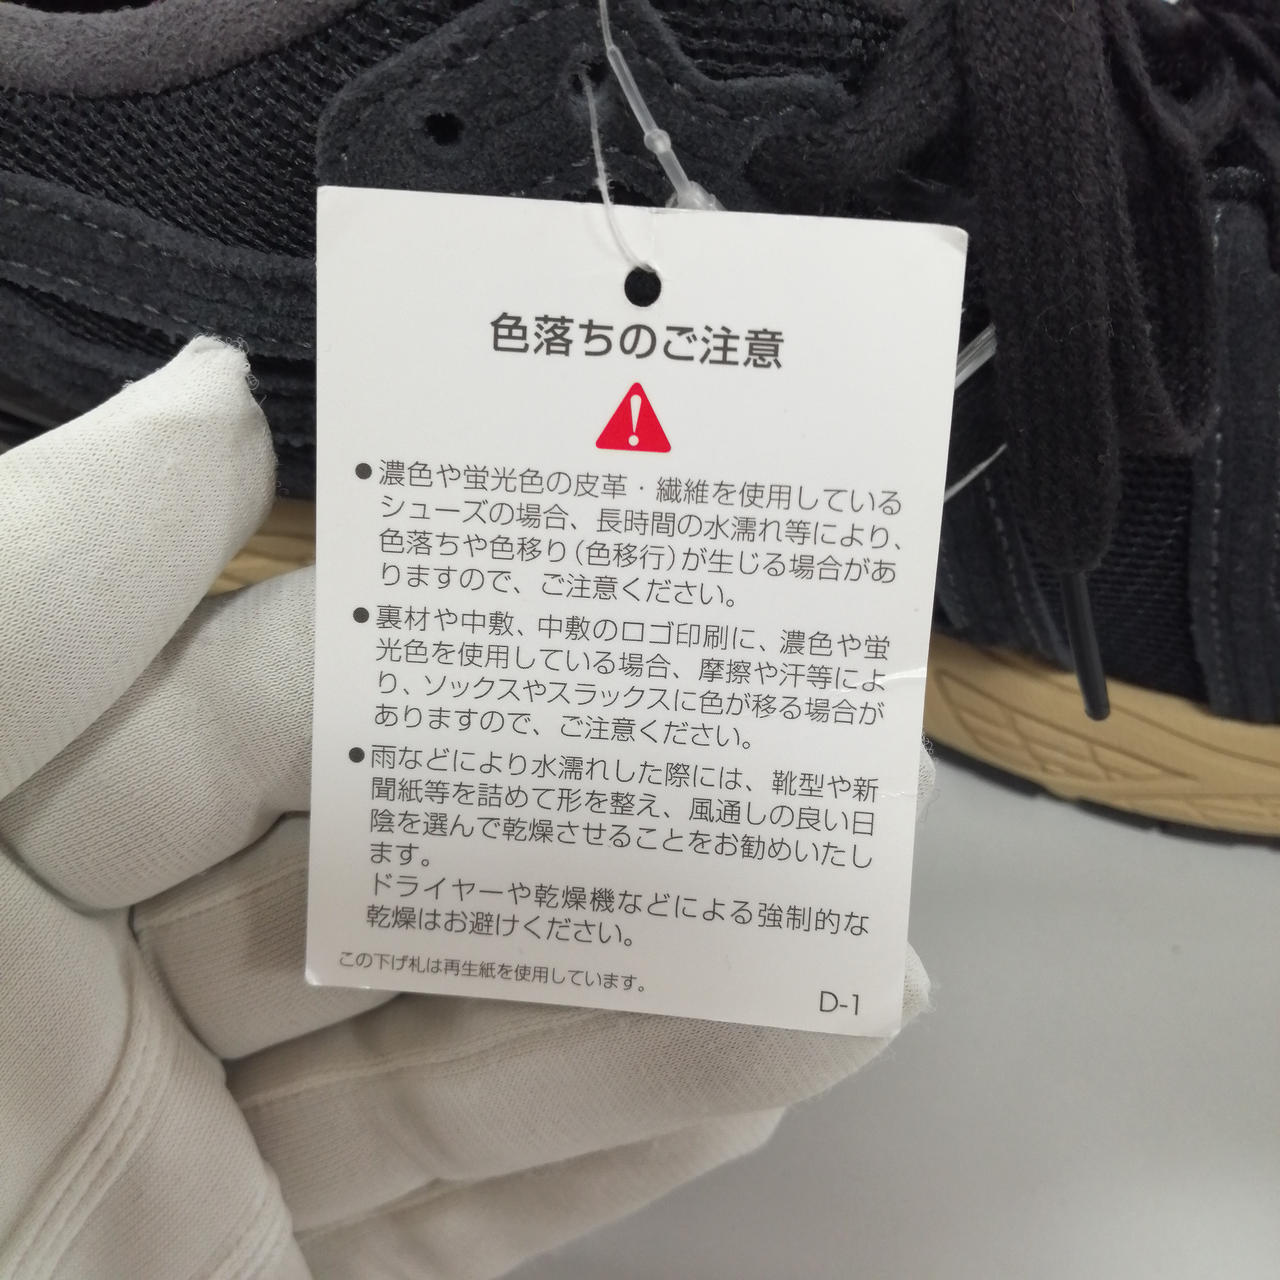 色落ちのご注意
●濃色や蛍光色の皮革・繊維を使用している
シューズの場合、長時間の水濡れ等により、
色落ちや色移り(色移行)が生じる場合があ
りますので、ご注意ください。
●裏材や中敷、中敷のロゴ印刷に、濃色や蛍
光色を使用している場合、摩擦や汗等によ
り、ソックスやスラックスに色が移る場合が
ありますので、ご注意ください。
●雨などにより水濡れした際には、靴型や新
聞紙等を詰めて形を整え、風通しの良い日
陰を選んで乾燥させることをお勧めいたし
ます。
ドライヤーや乾燥機などによる強制的な
乾燥はお避けください。
この下げ札は再生紙を使用しています。
D-1